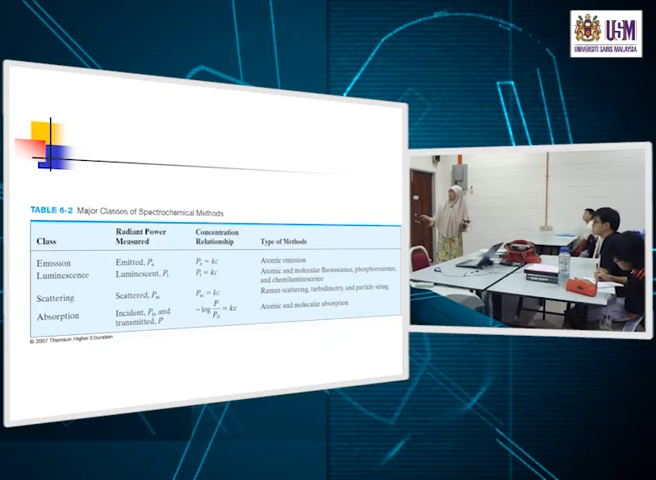 USM
UNIVERSITI SAINS MALAYSIA
TABLE 6-2 Major Classes of Spectrochemical Methods
Class Radiant Power Measured Concentration Relationship Type of Methods
Emission Emitted, Pe Pe = kc Atomic emission
Luminescence Luminescent, Pl Pl = kc Atomic and molecular fluorescence, phosphorescence, and chemiluminescence
Scattering Scattered, Psc Psc = kc Raman scattering, turbidimetry, and particle sizing
Absorption Incident, P0, and transmitted, P −log P/P0 = kc Atomic and molecular absorption
© 2007 Thomson Higher Education